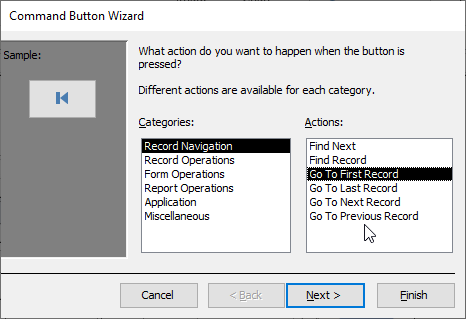 Command Button Wizard
Sample:
What action do you want to happen when the button is
pressed?
Different actions are available for each category.
Categories:
Record Navigation
Record Operations
Form Operations
Report Operations
Application
Miscellaneous
Actions:
Find Next
Find Record
Go To First Record
Go To Last Record
Go To Next Record
Go To Previous Record
Cancel
< Back
Next >
Finish